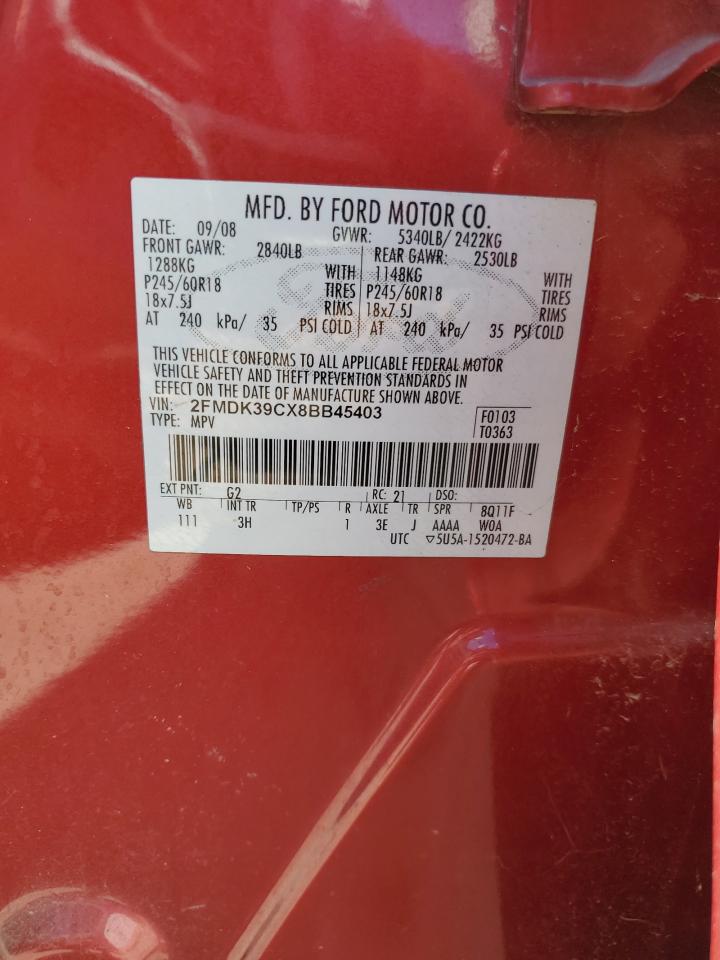 MFD. BY FORD MOTOR CO.
DATE: 09/08 GVWR: 5340LB/ 2422KG
FRONT GAWR: 2840LB REAR GAWR: 2530LB
1288KG WITH 1148KG WITH
P245/60R18 TIRES P245/60R18 TIRES
18x7.5J RIMS 18x7.5J RIMS
AT 240 kPa/ 35 PSI COLD AT 240 kPa/ 35 PSI COLD
THIS VEHICLE CONFORMS TO ALL APPLICABLE FEDERAL MOTOR
VEHICLE SAFETY AND THEFT PREVENTION STANDARDS IN
EFFECT ON THE DATE OF MANUFACTURE SHOWN ABOVE.
VIN: 2FMDK39CX8BB45403 F0103
TYPE: MPV T0363
EXT PNT: G2 RC: 21 DSO:
WB INT TR TP/PS R AXLE TR SPR 8Q11F
111 3H 1 3E J AAAA W0A
UTC ▽5U5A-1520472-BA